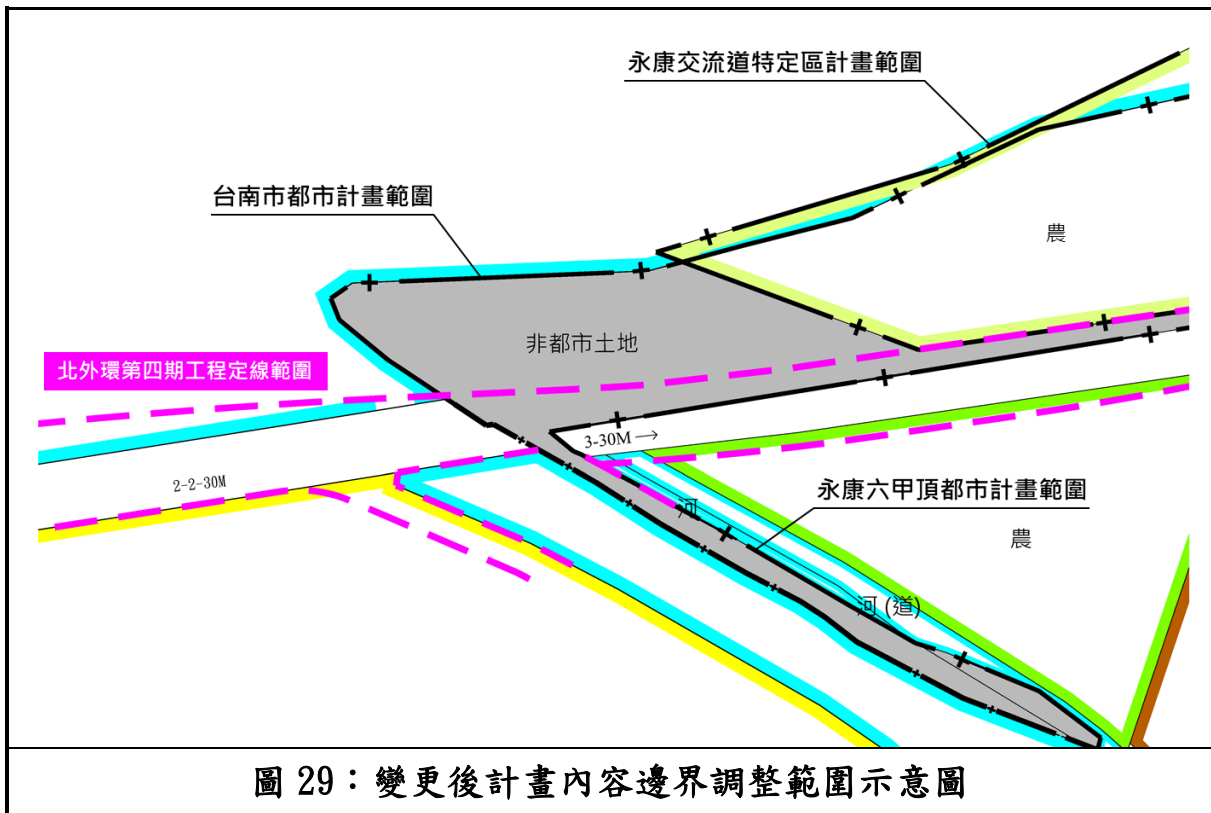 永康交流道特定區計畫範圍
台南市都市計畫範圍
農
非都市土地
北外環第四期工程定線範圍
3-30M →
2-2-30M
永康六甲頂都市計畫範圍
河
農
河(道)
圖 29：變更後計畫內容邊界調整範圍示意圖